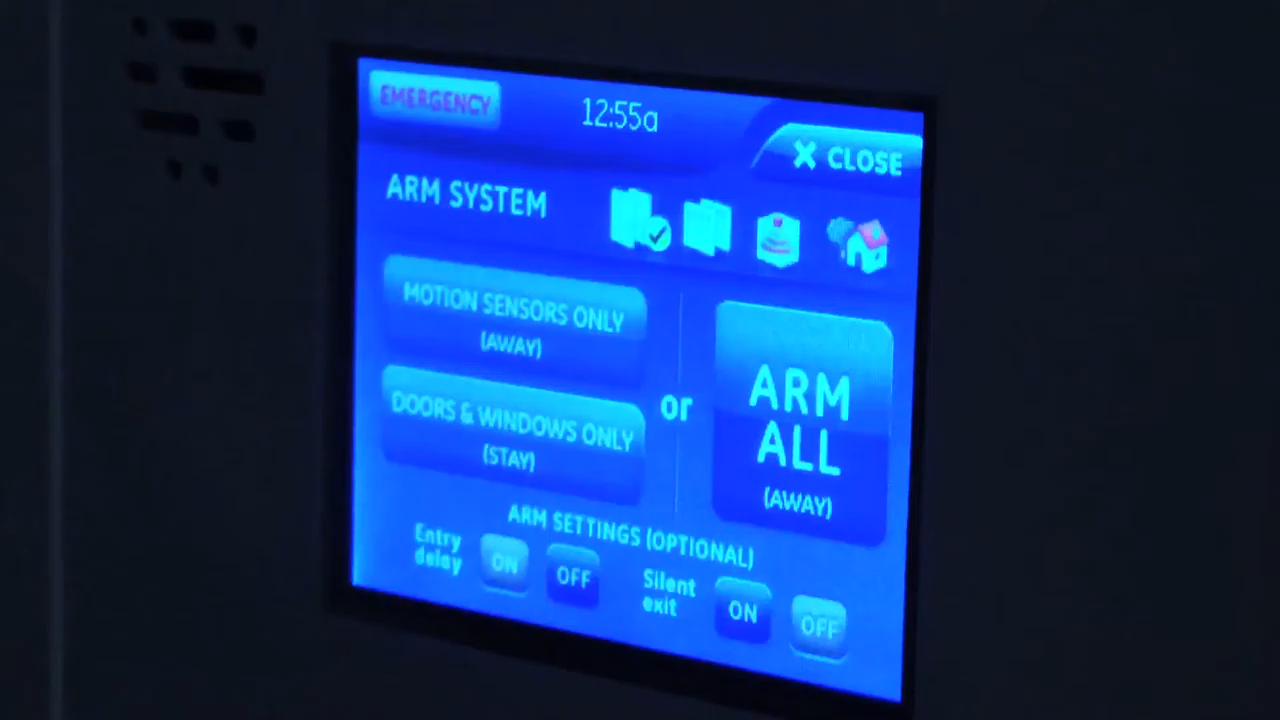 EMERGENCY
12:55a
X CLOSE
ARM SYSTEM
MOTION SENSORS ONLY
(AWAY)
DOORS & WINDOWS ONLY
(STAY)
or
ARM
ALL
(AWAY)
ARM SETTINGS (OPTIONAL)
Entry
delay
ON
OFF
Silent
exit
ON
OFF